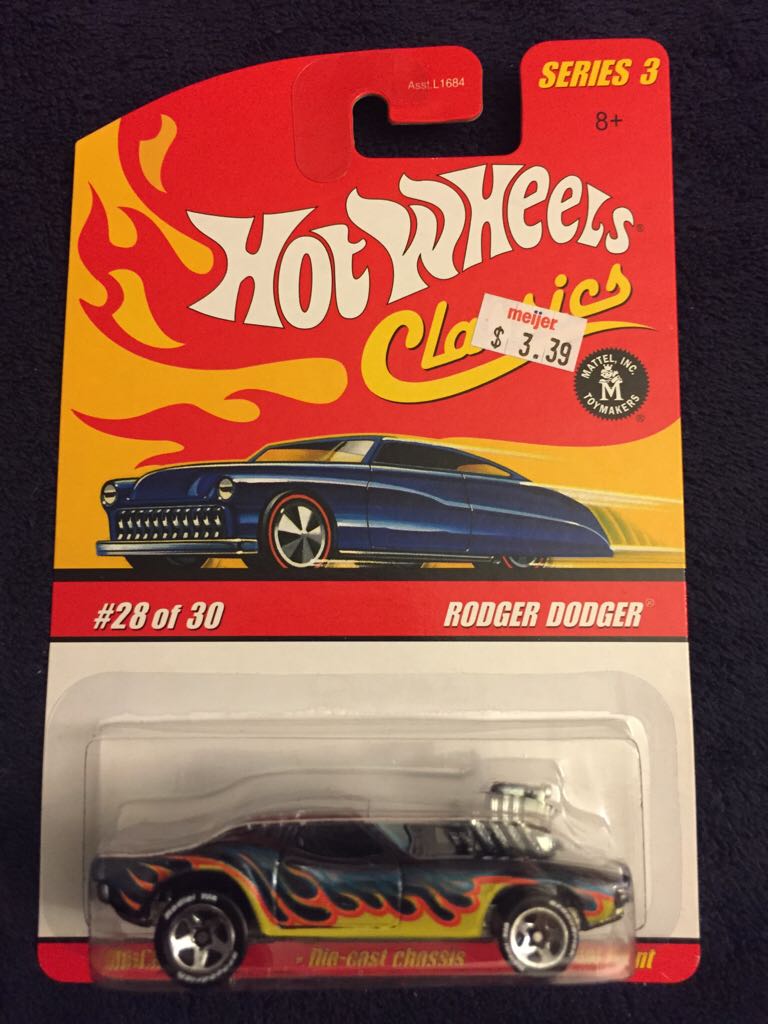 Asst.L1684
SERIES 3
8+
HOT WHEELS®
Classics
meijer
$ 3.39
MATTEL, INC.
M
TOYMAKERS®
#28 of 30
RODGER DODGER®
• Die-cast chassis